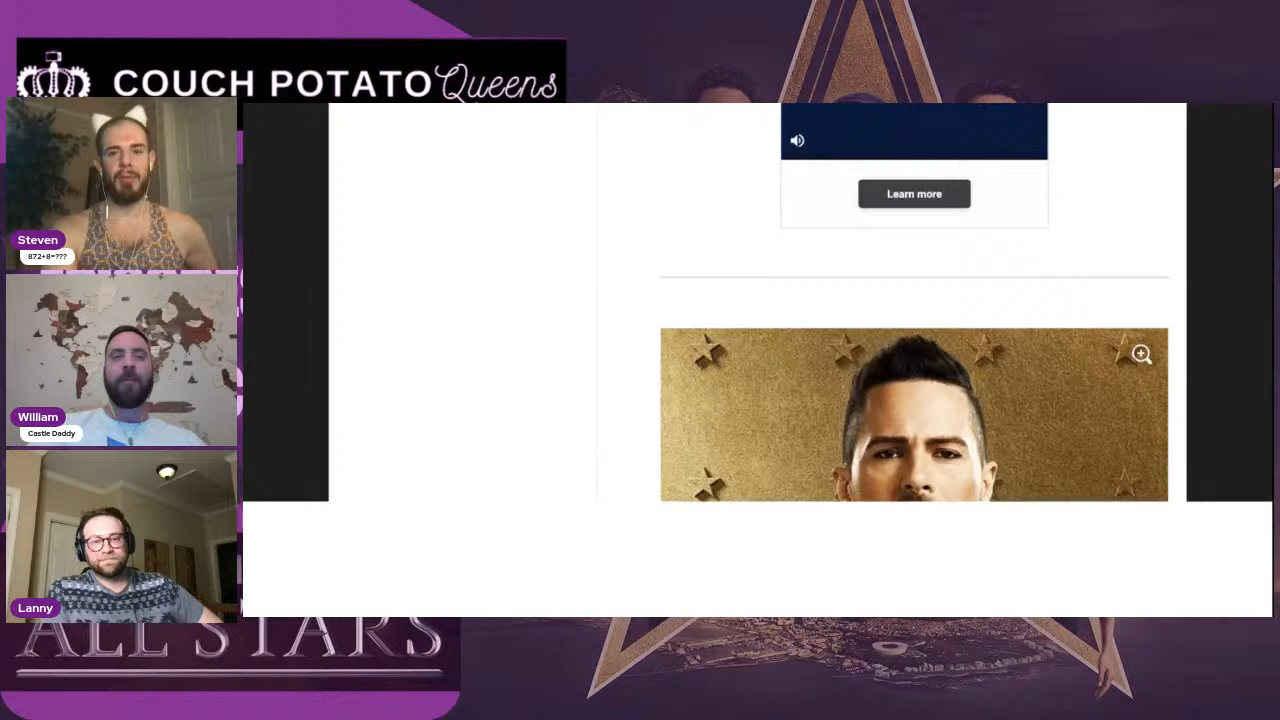 COUCH POTATO Queens
Steven
872+8=???
William
Castle Daddy
Lanny
Learn more
ALL STARS